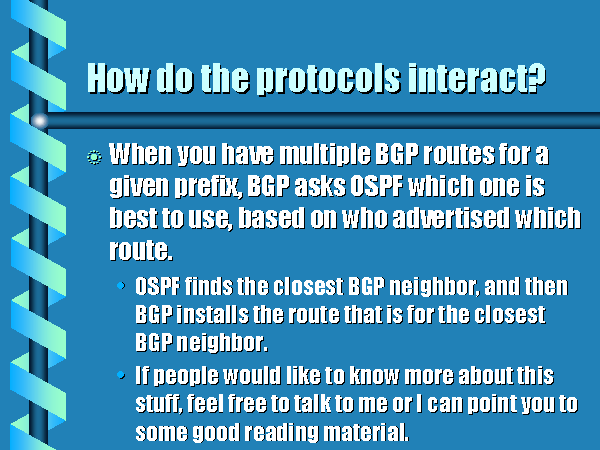 How do the protocols interact?
When you have multiple BGP routes for a
given prefix, BGP asks OSPF which one is
best to use, based on who advertised which
route.
OSPF finds the closest BGP neighbor, and then
BGP installs the route that is for the closest
BGP neighbor.
If people would like to know more about this
stuff, feel free to talk to me or I can point you to
some good reading material.